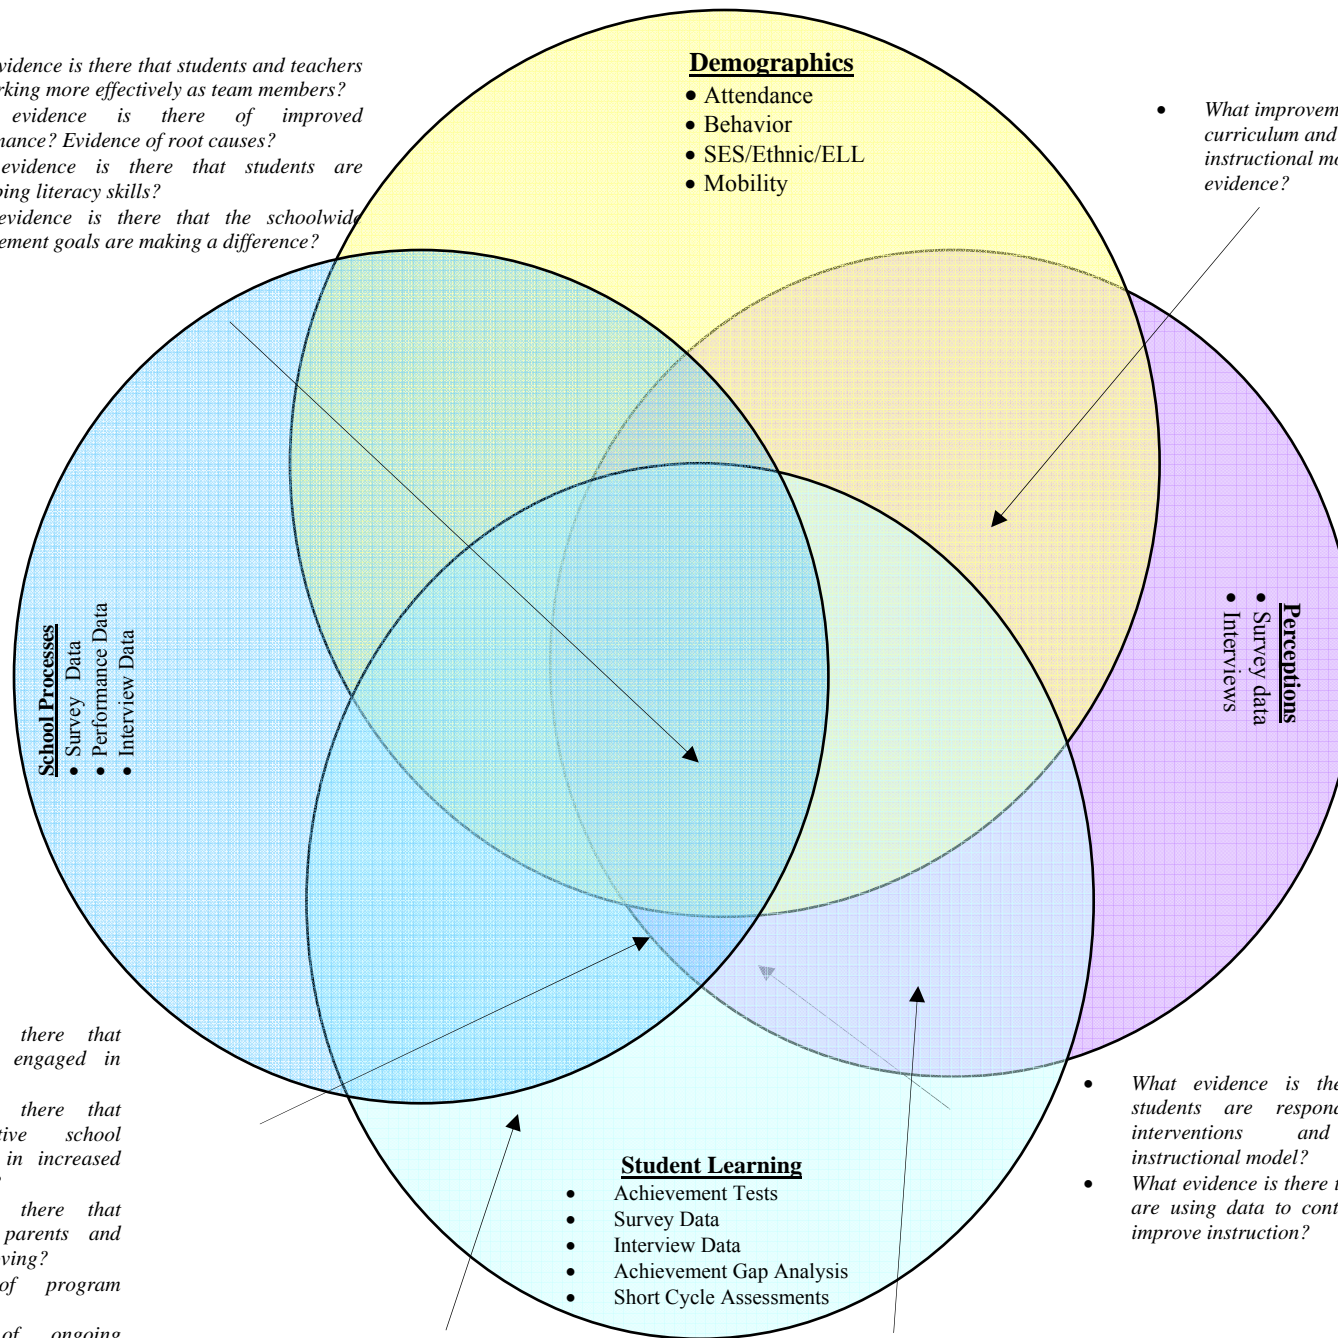 vidence is there that students and teachers
rking more effectively as team members?
evidence is there of improved
nance? Evidence of root causes?
evidence is there that students are
ping literacy skills?
evidence is there that the schoolwide
ement goals are making a difference?
Demographics
• Attendance
• Behavior
• SES/Ethnic/ELL
• Mobility
• What improvem
curriculum and
instructional mo
evidence?
School Processes
• Survey Data
• Performance Data
• Interview Data
Perceptions
• Survey data
• Interviews
there that
engaged in
there that
tive school
in increased
?
there that
parents and
ving?
of program
of ongoing
Student Learning
• Achievement Tests
• Survey Data
• Interview Data
• Achievement Gap Analysis
• Short Cycle Assessments
• What evidence is the
students are respond
interventions and
instructional model?
• What evidence is there t
are using data to cont
improve instruction?